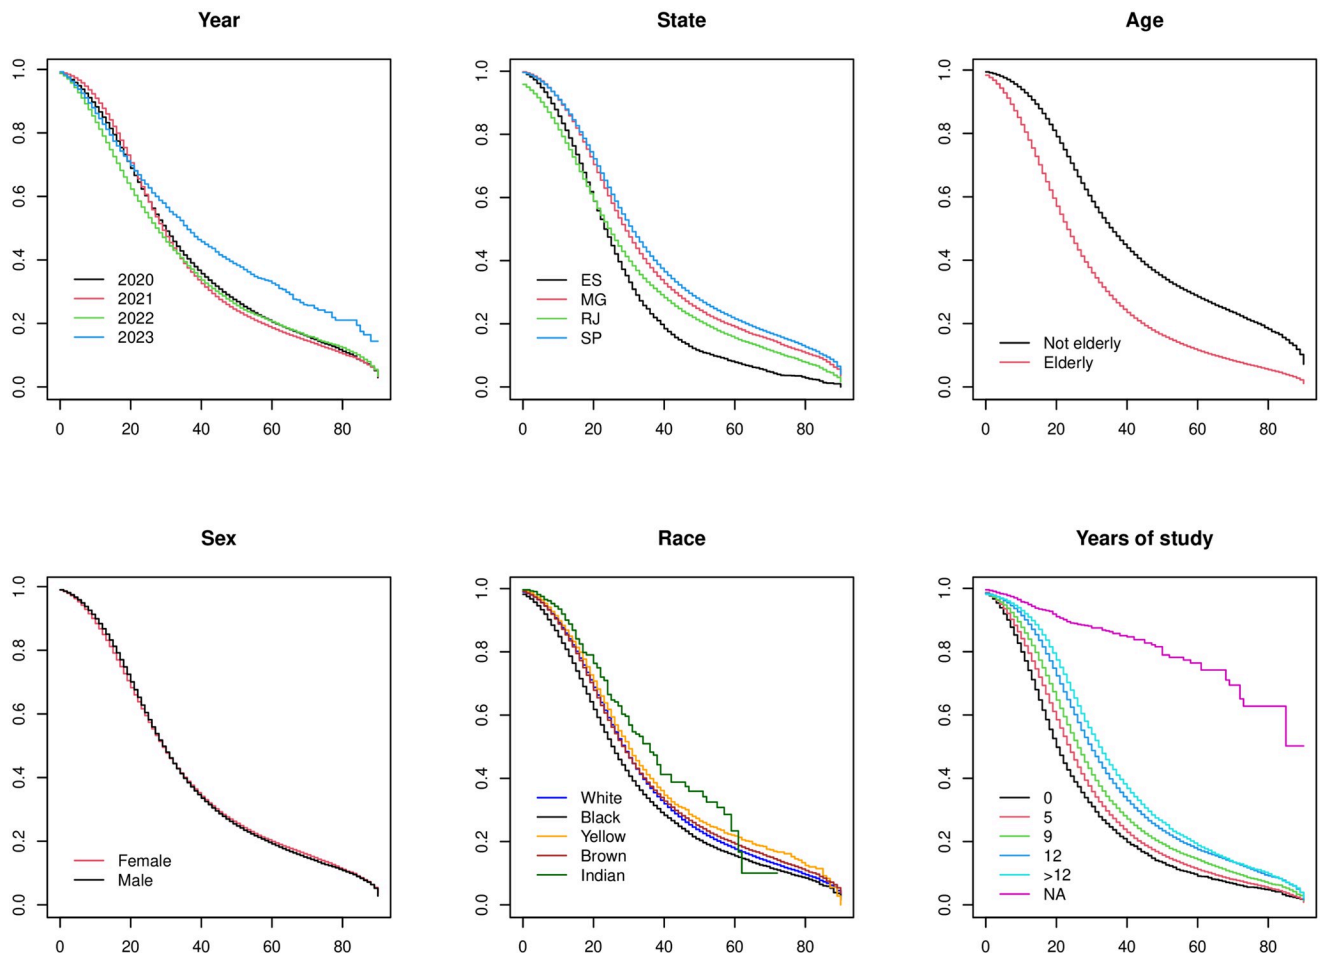 Year
1.0
0.8
0.6
0.4
0.2
0.0
2020
2021
2022
2023
0 20 40 60 80
State
1.0
0.8
0.6
0.4
0.2
0.0
ES
MG
RJ
SP
0 20 40 60 80
Age
1.0
0.8
0.6
0.4
0.2
0.0
Not elderly
Elderly
0 20 40 60 80
Sex
1.0
0.8
0.6
0.4
0.2
0.0
Female
Male
0 20 40 60 80
Race
1.0
0.8
0.6
0.4
0.2
0.0
White
Black
Yellow
Brown
Indian
0 20 40 60 80
Years of study
1.0
0.8
0.6
0.4
0.2
0.0
0
5
9
12
>12
NA
0 20 40 60 80